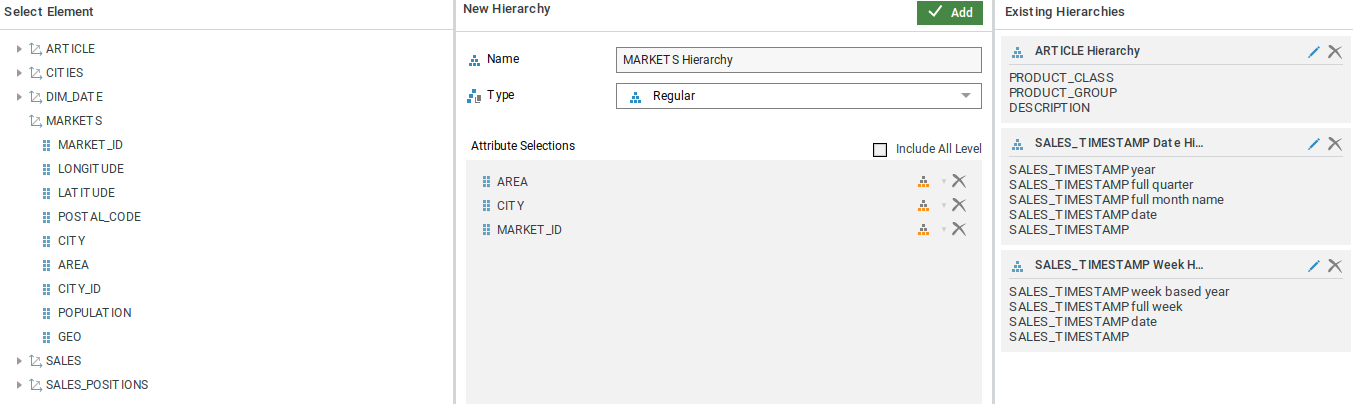 Select Element
ARTICLE
CITIES
DIM_DATE
MARKETS
MARKET_ID
LONGITUDE
LATITUDE
POSTAL_CODE
CITY
AREA
CITY_ID
POPULATION
GEO
SALES
SALES_POSITIONS
New Hierarchy
Add
Name
MARKETS Hierarchy
Type
Regular
Attribute Selections
Include All Level
AREA
CITY
MARKET_ID
Existing Hierarchies
ARTICLE Hierarchy
PRODUCT_CLASS
PRODUCT_GROUP
DESCRIPTION
SALES_TIMESTAMP Date Hi...
SALES_TIMESTAMP year
SALES_TIMESTAMP full quarter
SALES_TIMESTAMP full month name
SALES_TIMESTAMP date
SALES_TIMESTAMP
SALES_TIMESTAMP Week H...
SALES_TIMESTAMP week based year
SALES_TIMESTAMP full week
SALES_TIMESTAMP date
SALES_TIMESTAMP